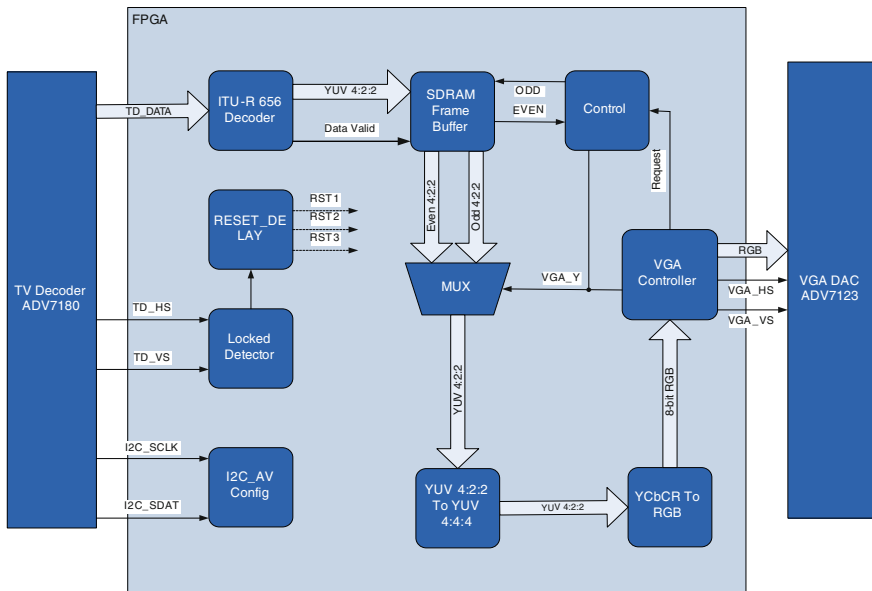 FPGA
TV Decoder
ADV7180
TD_DATA
ITU-R 656
Decoder
YUV 4:2:2
Data Valid
SDRAM
Frame
Buffer
ODD
EVEN
Control
Request
RESET_DE
LAY
RST1
RST2
RST3
Even 4:2:2
Odd 4:2:2
MUX
VGA_Y
VGA
Controller
RGB
VGA_HS
VGA_VS
VGA DAC
ADV7123
TD_HS
TD_VS
Locked
Detector
YUV 4:2:2
8-bit RGB
I2C_SCLK
I2C_SDAT
I2C_AV
Config
YUV 4:2:2
To YUV
4:4:4
YUV 4:2:2
YCbCR To
RGB